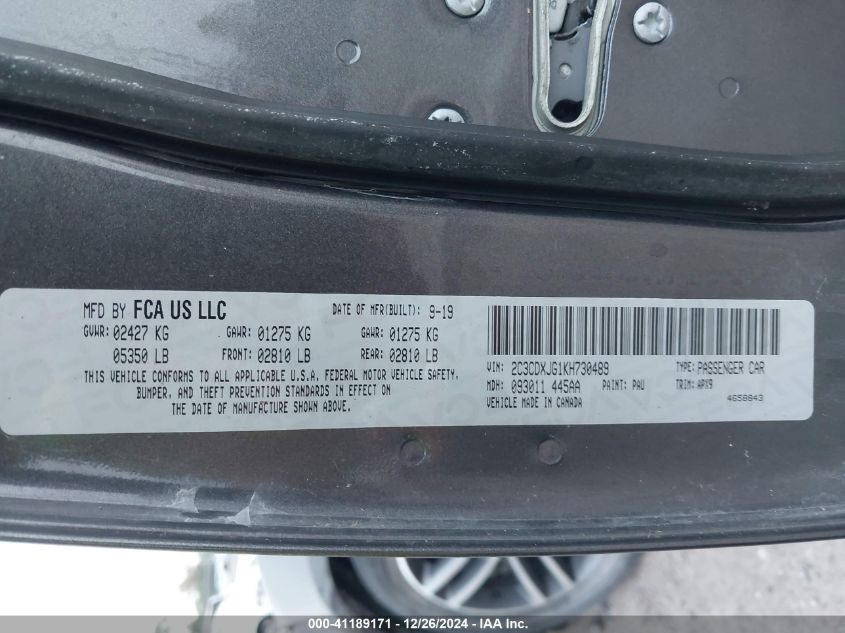 MFD BY FCA US LLC
DATE OF MFR(BUILT): 9-19
GVWR: 02427 KG GAWR: 01275 KG GAWR: 01275 KG
05350 LB FRONT: 02810 LB REAR: 02810 LB
THIS VEHICLE CONFORMS TO ALL APPLICABLE U.S.A. FEDERAL MOTOR VEHICLE SAFETY,
BUMPER, AND THEFT PREVENTION STANDARDS IN EFFECT ON
THE DATE OF MANUFACTURE SHOWN ABOVE.
VIN: 2C3CDXJG1KH730489 TYPE: PASSENGER CAR
MDH: 093011 445AA PAINT: PAU TRIM: APX9
VEHICLE MADE IN CANADA 4658843
000-41189171 - 12/26/2024 - IAAI Inc.